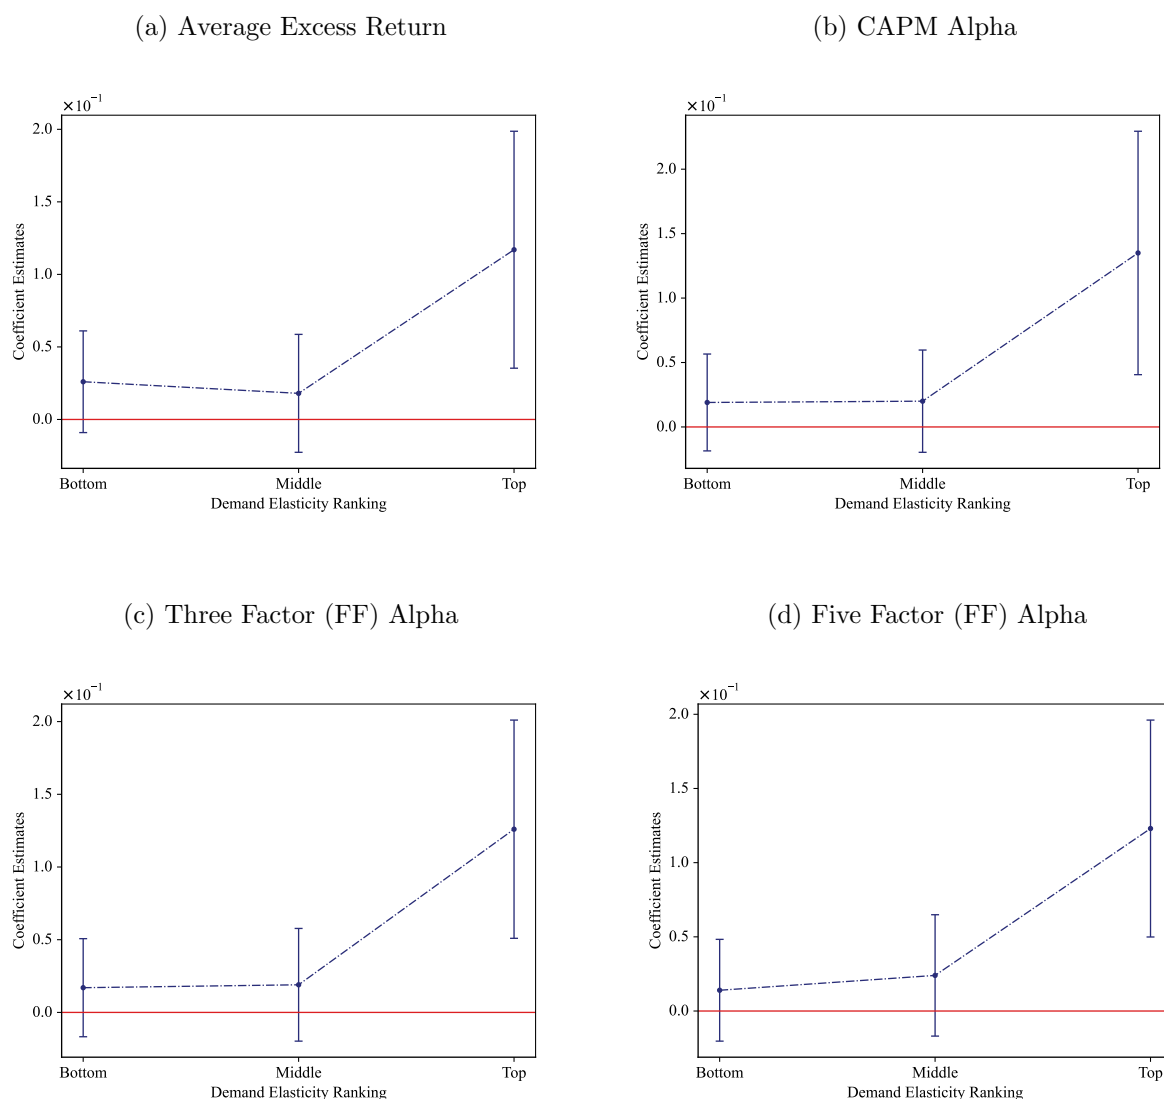 (a) Average Excess Return
×10⁻¹
2.0
1.5
1.0
0.5
0.0
Coefficient Estimates
Bottom Middle Top
Demand Elasticity Ranking
(b) CAPM Alpha
×10⁻¹
2.0
1.5
1.0
0.5
0.0
Coefficient Estimates
Bottom Middle Top
Demand Elasticity Ranking
(c) Three Factor (FF) Alpha
×10⁻¹
2.0
1.5
1.0
0.5
0.0
Coefficient Estimates
Bottom Middle Top
Demand Elasticity Ranking
(d) Five Factor (FF) Alpha
×10⁻¹
2.0
1.5
1.0
0.5
0.0
Coefficient Estimates
Bottom Middle Top
Demand Elasticity Ranking